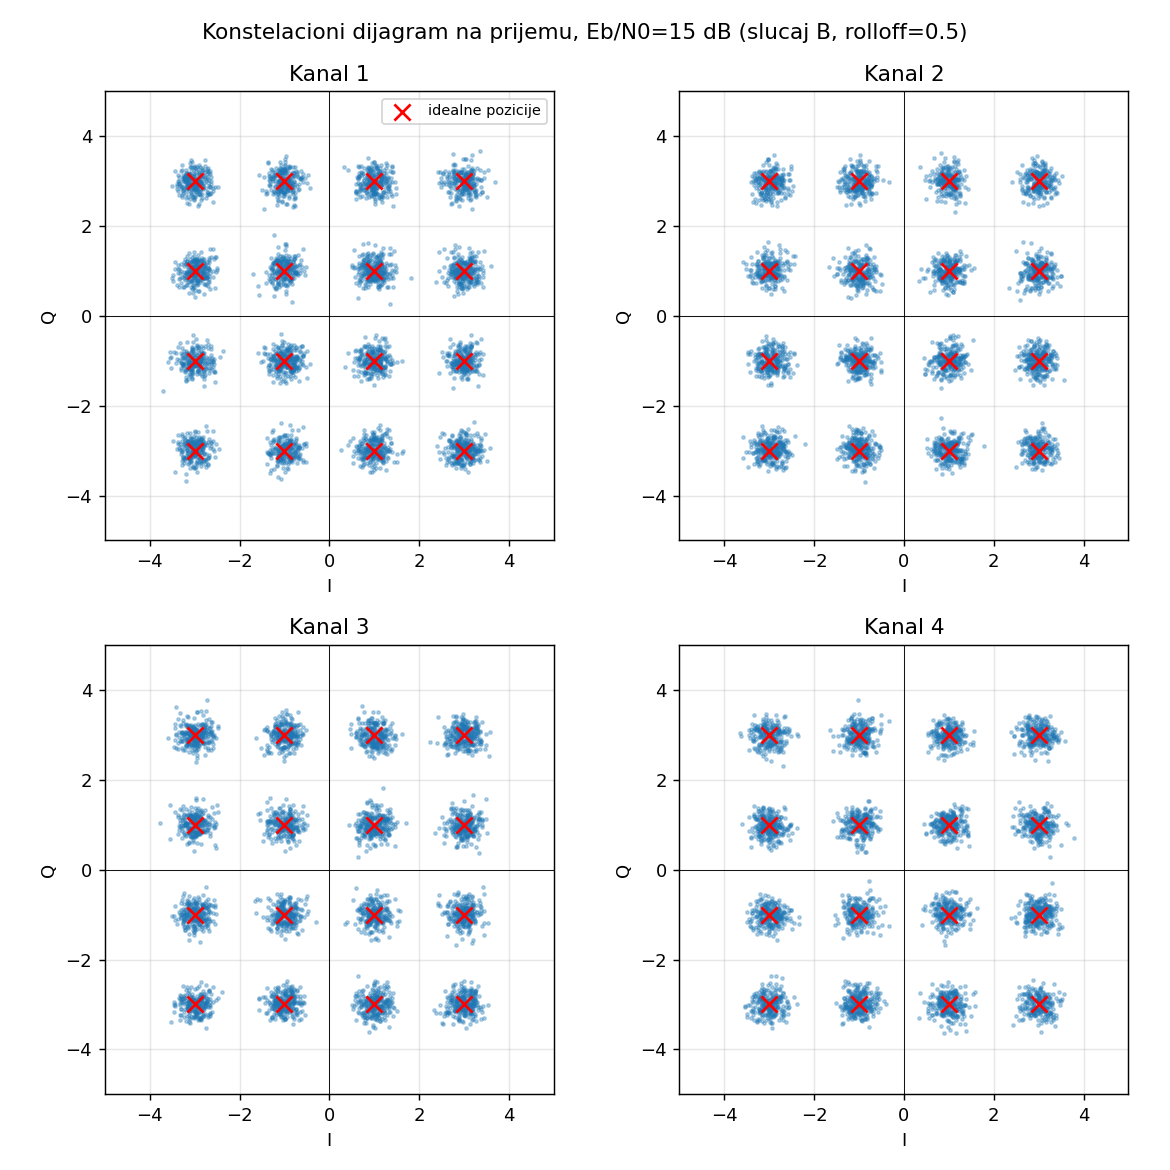 Konstelacioni dijagram na prijemu, Eb/N0=15 dB (slucaj B, rolloff=0.5)
Kanal 1
idealne pozicije
4
2
0
−2
−4
Q
−4 −2 0 2 4
I
Kanal 2
4
2
0
−2
−4
Q
−4 −2 0 2 4
I
Kanal 3
4
2
0
−2
−4
Q
−4 −2 0 2 4
I
Kanal 4
4
2
0
−2
−4
Q
−4 −2 0 2 4
I